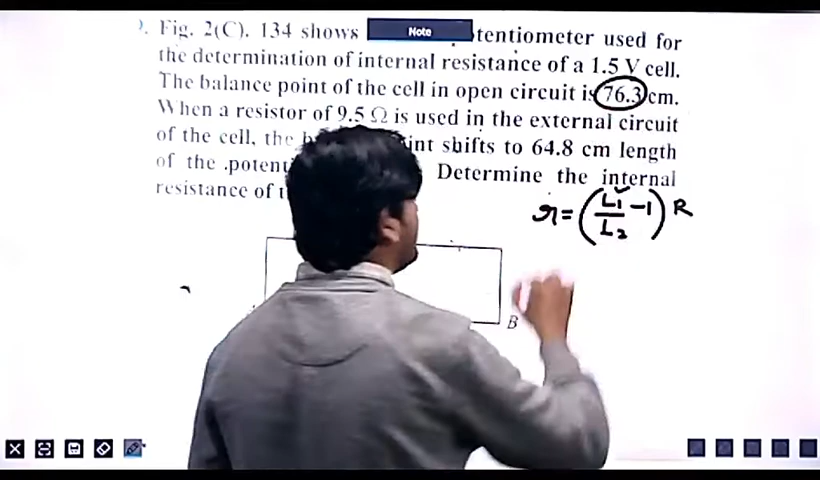 . Fig. 2(C). 134 shows Note tentiometer used for
the determination of internal resistance of a 1.5 V cell.
The balance point of the cell in open circuit is 76.3 cm.
When a resistor of 9.5 Ω is used in the external circuit
of the cell, the int shifts to 64.8 cm length
of the .potent Determine the internal
resistance of
r = (L₁/L₂ -1) R
B